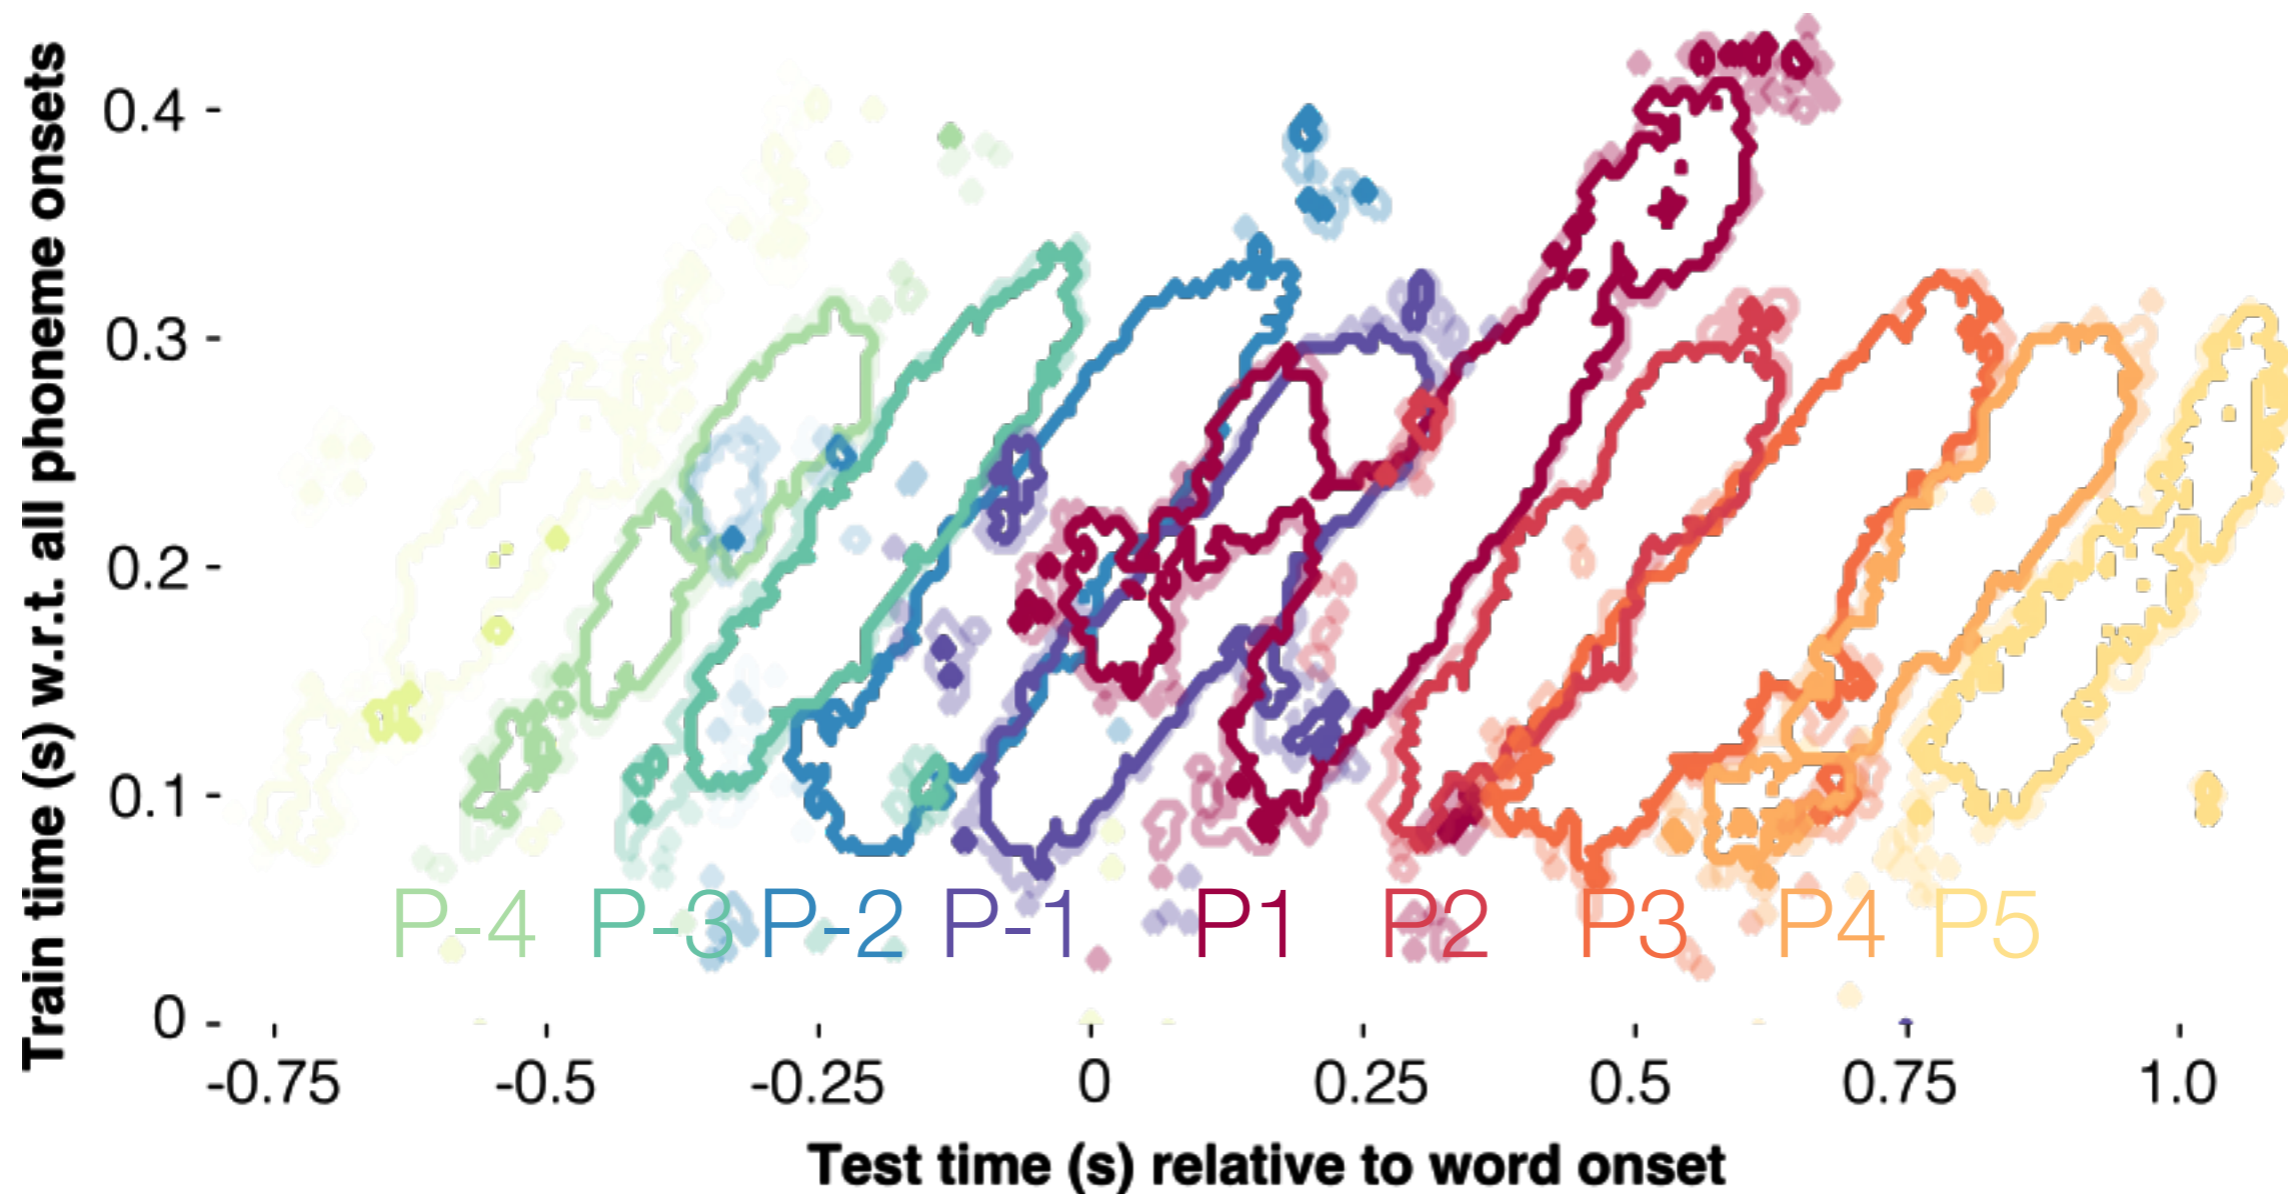 Train time (s) w.r.t. all phoneme onsets
0.4
0.3
0.2
0.1
0
P-4 P-3 P-2 P-1 P1 P2 P3 P4 P5
-0.75 -0.5 -0.25 0 0.25 0.5 0.75 1.0
Test time (s) relative to word onset